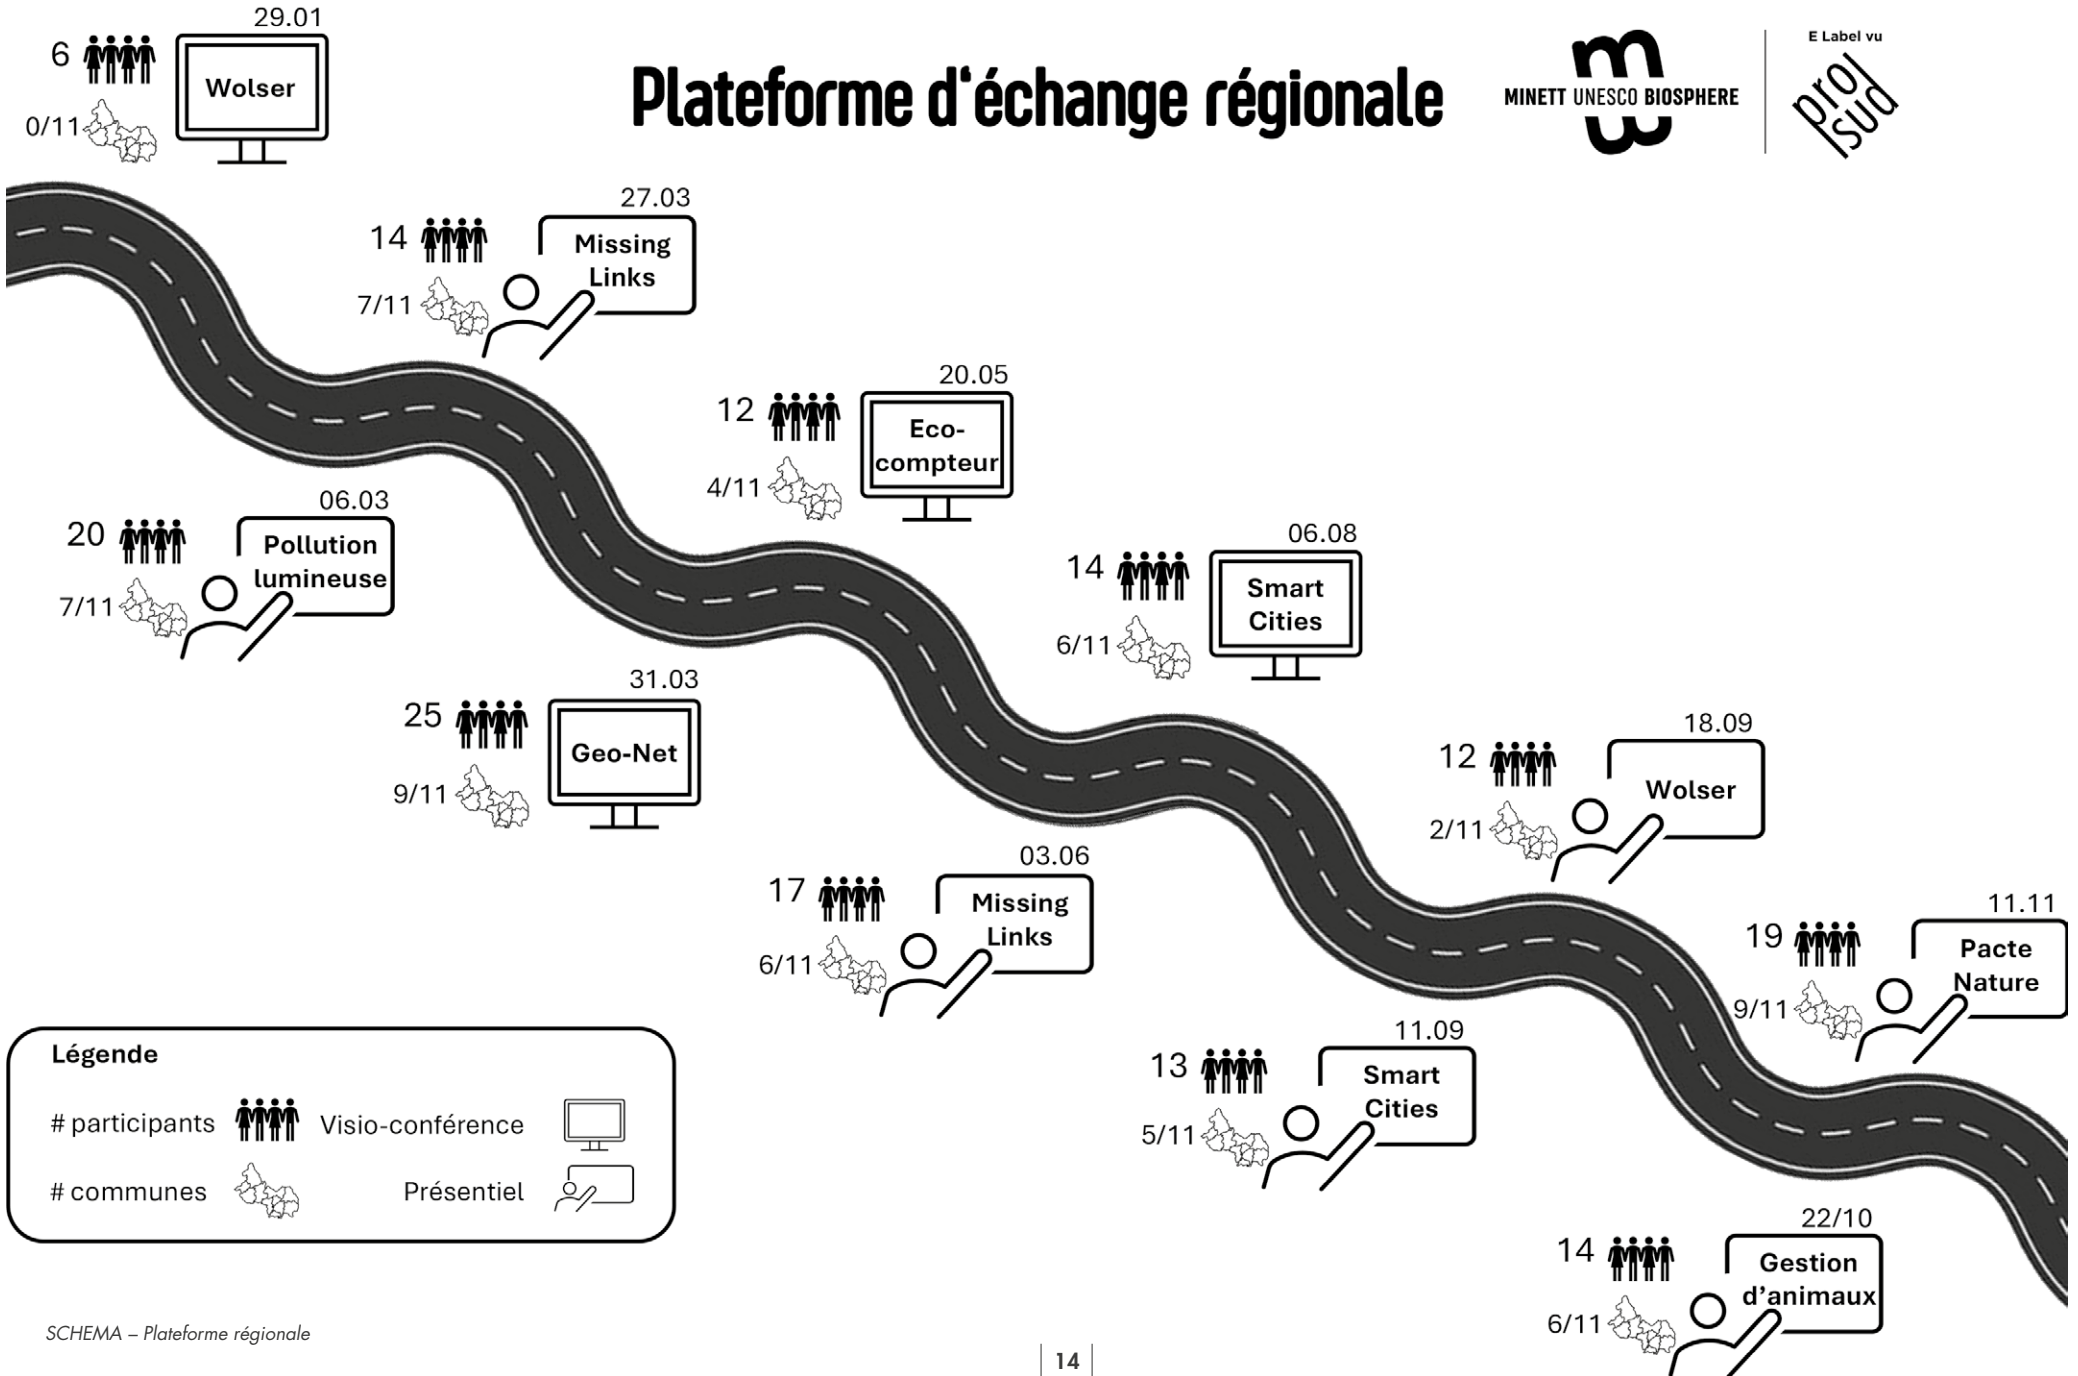 29.01
6
Wolser
0/11
Plateforme d‘échange régionale
MINETT UNESCO BIOSPHERE
E Label vu
pro
sud
27.03
14
Missing
Links
7/11
20.05
12
Eco-
compteur
4/11
06.03
20
Pollution
lumineuse
7/11
06.08
14
Smart
Cities
6/11
31.03
25
Geo-Net
9/11
18.09
12
Wolser
2/11
03.06
17
Missing
Links
6/11
11.11
19
Pacte
Nature
9/11
11.09
13
Smart
Cities
5/11
22/10
14
Gestion
d’animaux
6/11
Légende
# participants
Visio-conférence
# communes
Présentiel
SCHEMA – Plateforme régionale
14